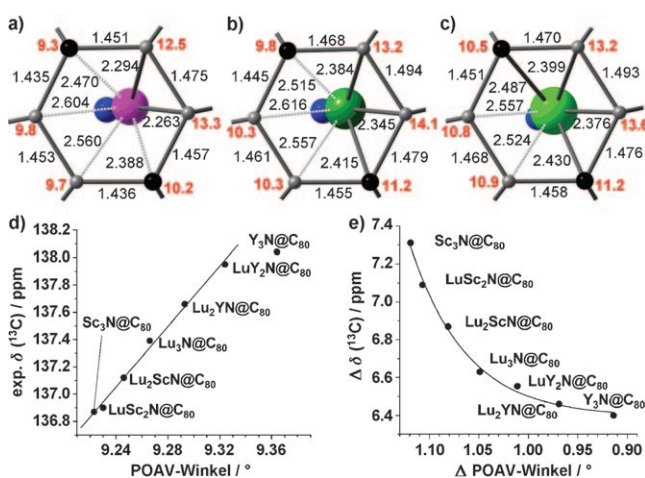 a)
9.3 1.451 12.5
1.435 2.470 2.294 1.475
2.604
9.8 13.3
2.560 2.263
1.453 2.388 1.457
9.7 1.436 10.2
b)
9.8 1.468 13.2
1.445 2.515 2.384 1.494
2.616
10.3 14.1
2.557 2.345
1.461 2.415 1.479
10.3 1.455 11.2
c)
10.5 1.470 13.2
1.451 2.487 2.399 1.493
2.557
10.8 13.6
2.524 2.376
1.468 2.430 1.476
10.9 1.458 11.2
d)
exp. δ (¹³C) / ppm
138.2
138.0
137.8
137.6
137.4
137.2
137.0
136.8
Y₃N@C₈₀
LuY₂N@C₈₀
Lu₂YN@C₈₀
Sc₃N@C₈₀
Lu₃N@C₈₀
Lu₂ScN@C₈₀
LuSc₂N@C₈₀
9.24 9.28 9.32 9.36
POAV-Winkel / °
e)
Δ δ (¹³C) / ppm
7.4
7.2
7.0
6.8
6.6
6.4
Sc₃N@C₈₀
LuSc₂N@C₈₀
Lu₂ScN@C₈₀
Lu₃N@C₈₀
LuY₂N@C₈₀
Lu₂YN@C₈₀ Y₃N@C₈₀
1.10 1.05 1.00 0.95 0.90
Δ POAV-Winkel / °